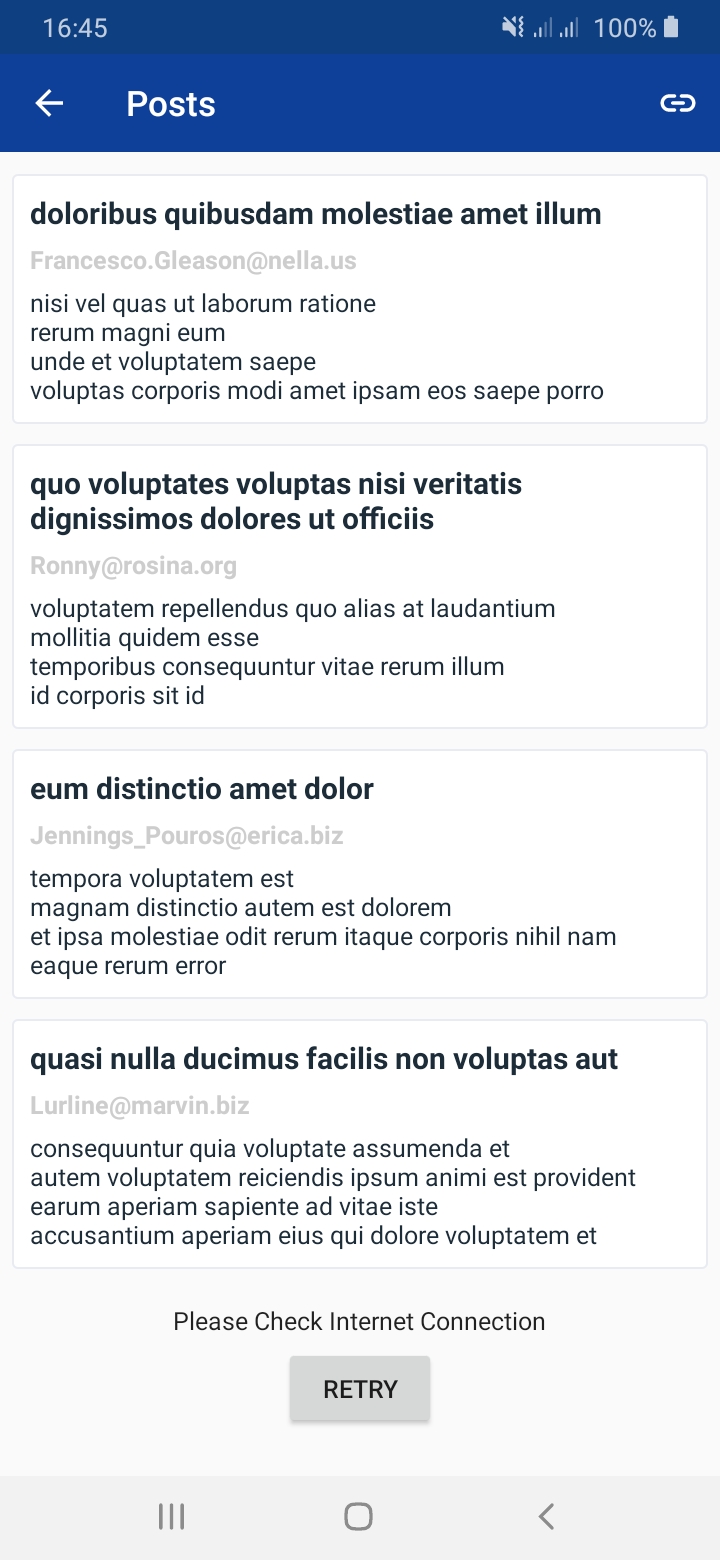 16:45
100%
Posts
doloribus quibusdam molestiae amet illum
Francesco.Gleason@nella.us
nisi vel quas ut laborum ratione
rerum magni eum
unde et voluptatem saepe
voluptas corporis modi amet ipsam eos saepe porro
quo voluptates voluptas nisi veritatis
dignissimos dolores ut officiis
Ronny@rosina.org
voluptatem repellendus quo alias at laudantium
mollitia quidem esse
temporibus consequuntur vitae rerum illum
id corporis sit id
eum distinctio amet dolor
Jennings_Pouros@erica.biz
tempora voluptatem est
magnam distinctio autem est dolorem
et ipsa molestiae odit rerum itaque corporis nihil nam
eaque rerum error
quasi nulla ducimus facilis non voluptas aut
Lurline@marvin.biz
consequuntur quia voluptate assumenda et
autem voluptatem reiciendis ipsum animi est provident
earum aperiam sapiente ad vitae iste
accusantium aperiam eius qui dolore voluptatem et
Please Check Internet Connection
RETRY